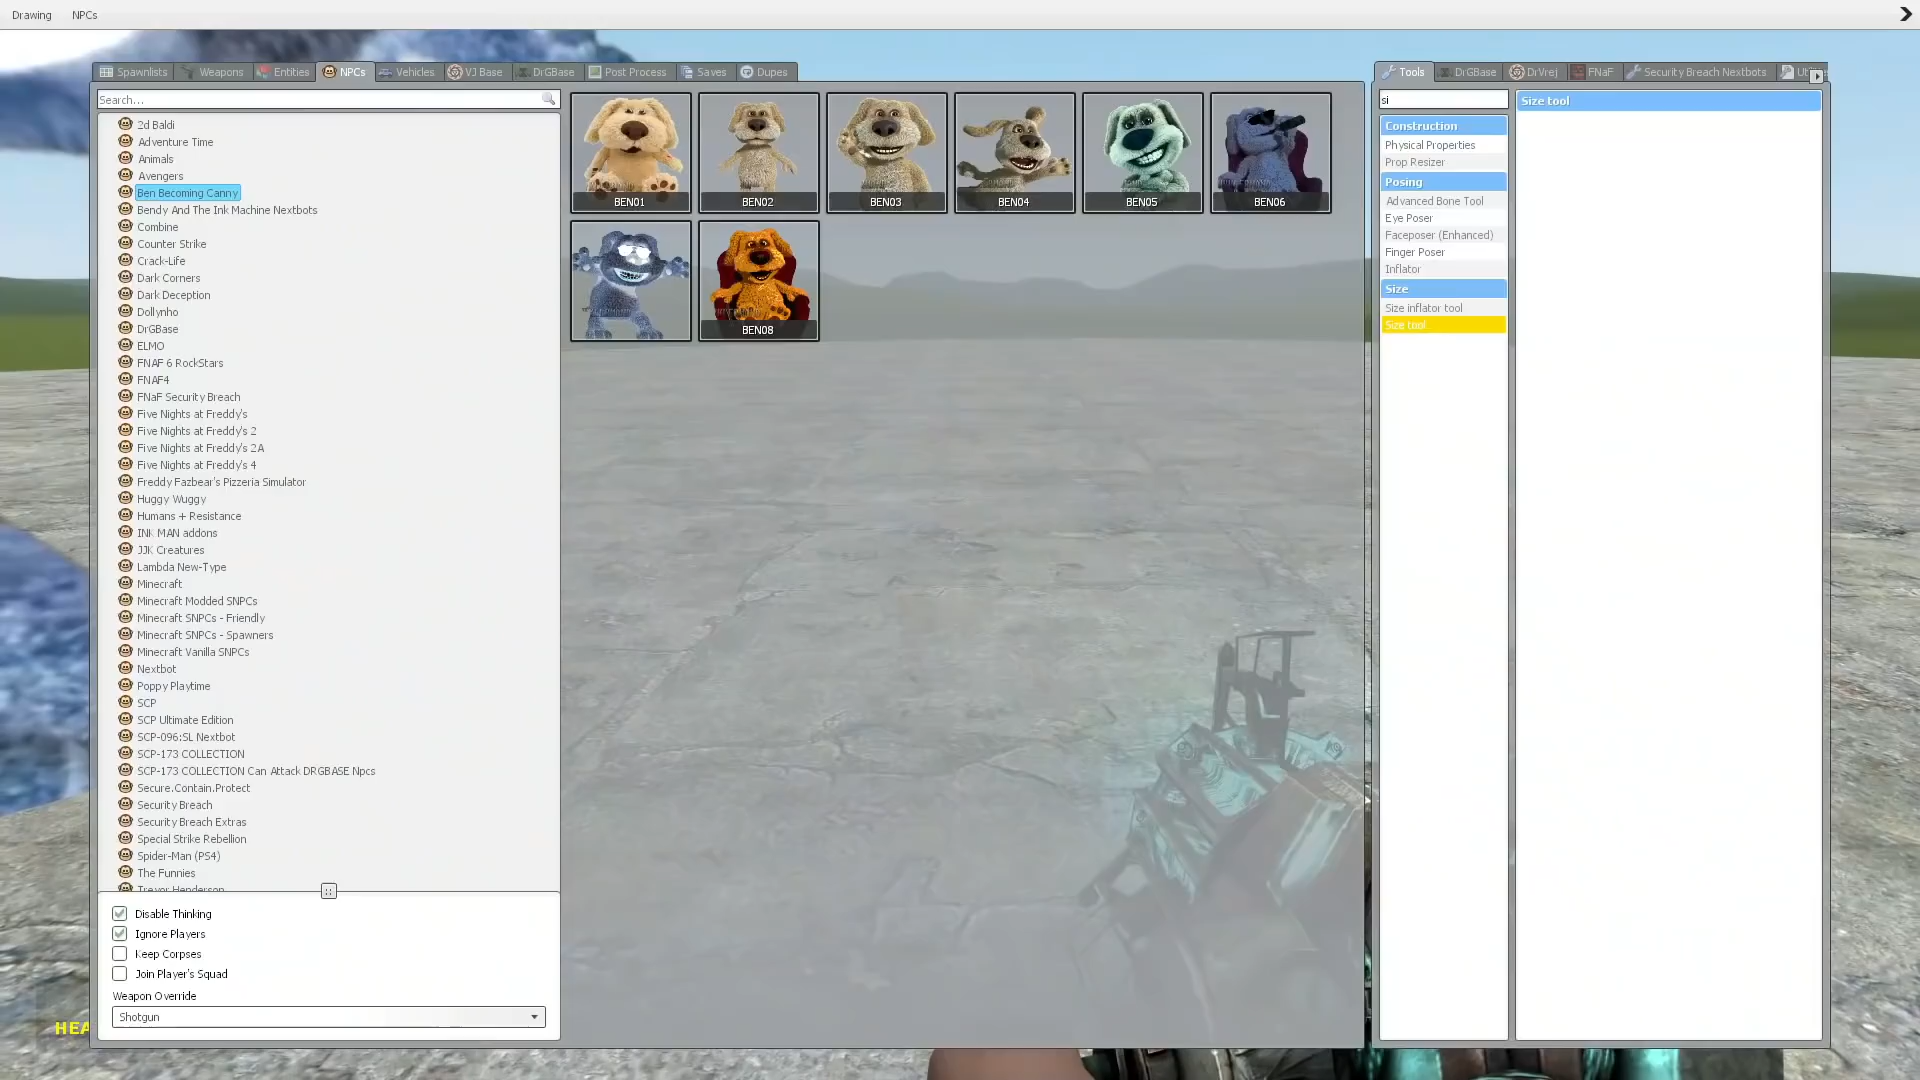 Drawing NPCs
Spawnlists Weapons Entities NPCs Vehicles VJ Base DrGBase Post Process Saves Dupes
Tools DrGBase DrVrej FNaF Security Breach Nextbots
Search...
2d Baldi
Adventure Time
Animals
Avengers
Ben Becoming Canny
Bendy And The Ink Machine Nextbots
Combine
Counter Strike
Crack-Life
Dark Corners
Dark Deception
Dollynho
DrGBase
ELMO
FNAF 6 RockStars
FNAF4
FNaF Security Breach
Five Nights at Freddy's
Five Nights at Freddy's 2
Five Nights at Freddy's 2A
Five Nights at Freddy's 4
Freddy Fazbear's Pizzeria Simulator
Huggy Wuggy
Humans + Resistance
INK MAN addons
JJK Creatures
Lambda New-Type
Minecraft
Minecraft Modded SNPCs
Minecraft SNPCs - Friendly
Minecraft SNPCs - Spawners
Minecraft Vanilla SNPCs
Nextbot
Poppy Playtime
SCP
SCP Ultimate Edition
SCP-096:SL Nextbot
SCP-173 COLLECTION
SCP-173 COLLECTION Can Attack DRGBASE Npcs
Secure.Contain.Protect
Security Breach
Security Breach Extras
Special Strike Rebellion
Spider-Man (PS4)
The Funnies
Trevor Henderson
Disable Thinking
Ignore Players
Keep Corpses
Join Player's Squad
Weapon Override
Shotgun
HEA
BEN01 BEN02 BEN03 BEN04 BEN05 BEN06
BEN08
si
Construction
Physical Properties
Prop Resizer
Posing
Advanced Bone Tool
Eye Poser
Faceposer (Enhanced)
Finger Poser
Inflator
Size
Size inflator tool
Size tool
Size tool